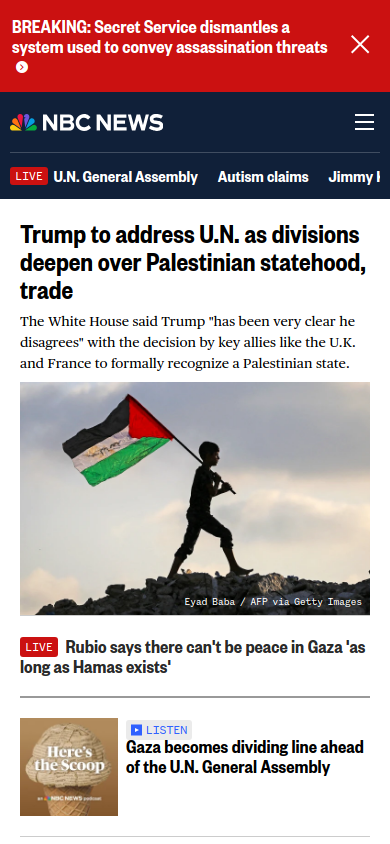 BREAKING: Secret Service dismantles a
system used to convey assassination threats
NBC NEWS
LIVE U.N. General Assembly Autism claims Jimmy
Trump to address U.N. as divisions
deepen over Palestinian statehood,
trade
The White House said Trump "has been very clear he
disagrees" with the decision by key allies like the U.K.
and France to formally recognize a Palestinian state.
Eyad Baba / AFP via Getty Images
LIVE Rubio says there can't be peace in Gaza 'as
long as Hamas exists'
Here's
the Scoop
AN NBC NEWS podcast
LISTEN
Gaza becomes dividing line ahead
of the U.N. General Assembly